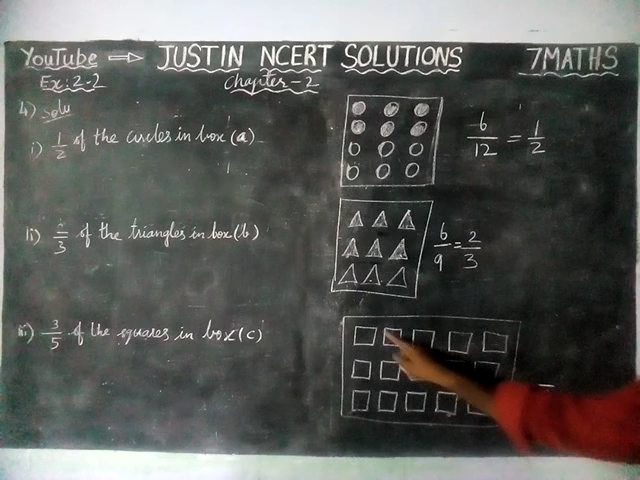 YouTube ⇒ JUSTIN NCERT SOLUTIONS 7MATHS
Ex: 2-2 Chapter-2
4) Solu
i) 1/2 of the circles in box (a) 6/12 = 1/2
ii) 2/3 of the triangles in box (b) 6/9 = 2/3
iii) 3/5 of the squares in box (c)